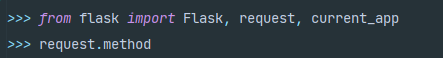 >>> from flask import Flask, request, current_app
>>> request.method